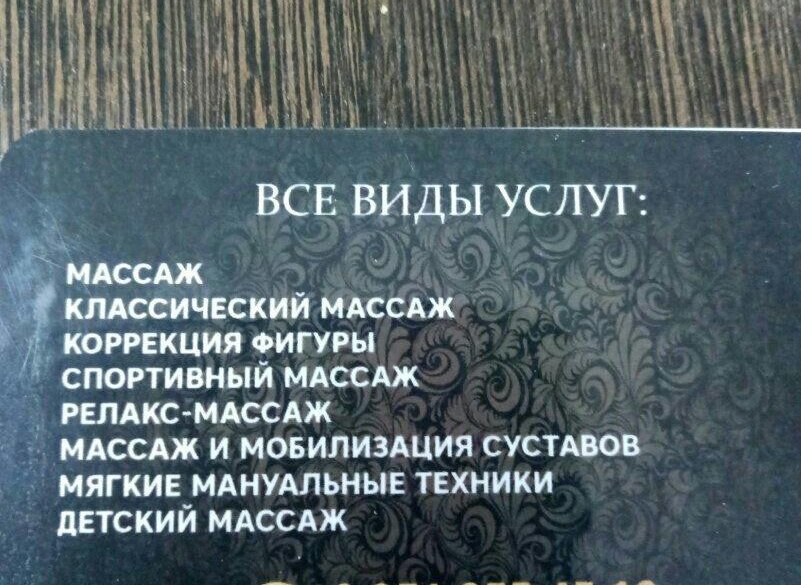 ВСЕ ВИДЫ УСЛУГ:
МАССАЖ
КЛАССИЧЕСКИЙ МАССАЖ
КОРРЕКЦИЯ ФИГУРЫ
СПОРТИВНЫЙ МАССАЖ
РЕЛАКС-МАССАЖ
МАССАЖ И МОБИЛИЗАЦИЯ СУСТАВОВ
МЯГКИЕ МАНУАЛЬНЫЕ ТЕХНИКИ
ДЕТСКИЙ МАССАЖ